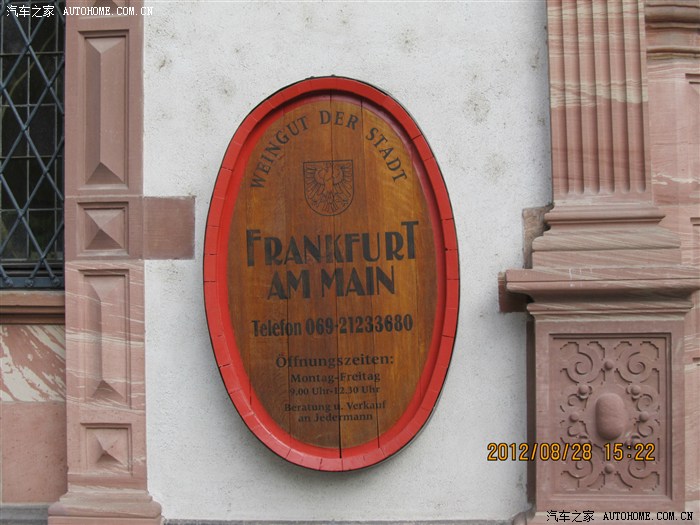 汽车之家 AUTOHOME.COM.CN
WEINGUT DER STADT
FRANKFURT
AM MAIN
Telefon 069-21233680
Öffnungszeiten:
Montag-Freitag
9.00 Uhr-12.30 Uhr
Beratung u. Verkauf
an Jedermann
2012/08/28 15:22
汽车之家 AUTOHOME.COM.CN